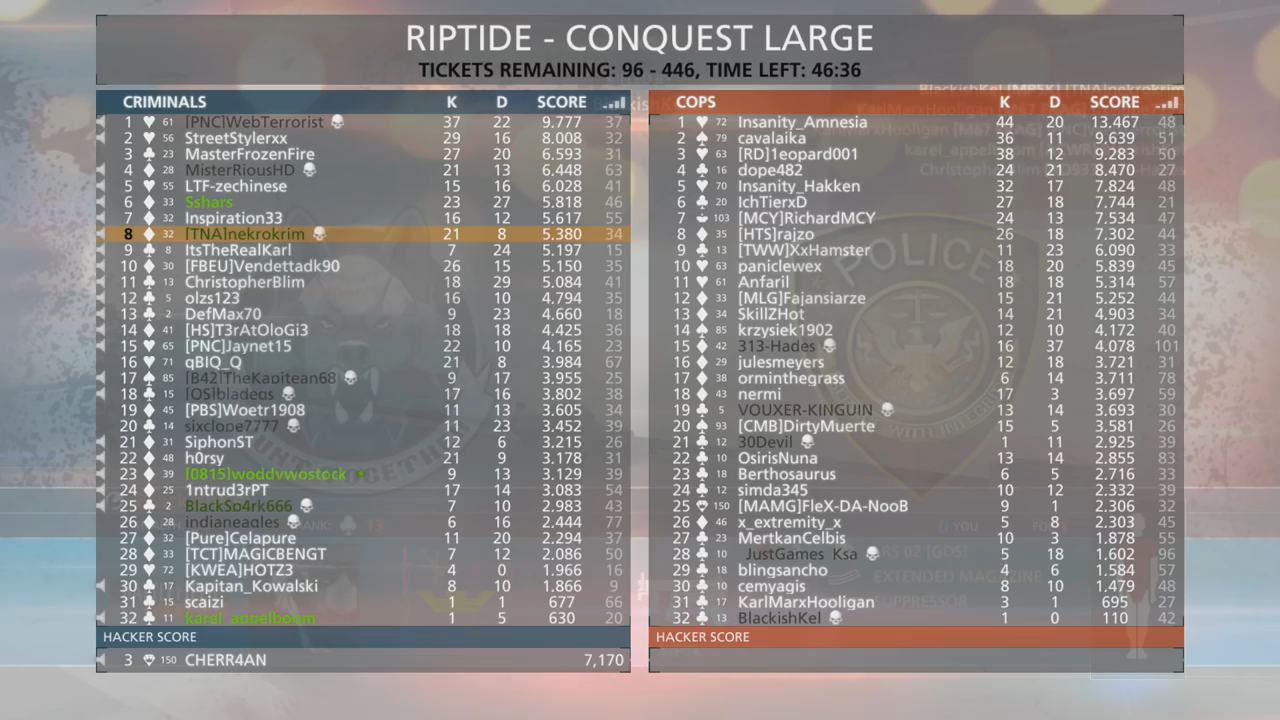 RIPTIDE - CONQUEST LARGE
TICKETS REMAINING: 96 - 446, TIME LEFT: 46:36
CRIMINALS K D SCORE
1 61 [PNC]WebTerrorist 37 22 9.777 37
2 56 StreetStylerxx 29 16 8.008 32
3 23 MasterFrozenFire 27 20 6.593 31
4 28 MisterRiousHD 21 13 6.448 63
5 55 LTF-zechinese 15 16 6.028 41
6 33 Sshars 23 27 5.818 46
7 32 Inspiration33 16 12 5.617 55
8 32 [TNA]nekrokrim 21 8 5.380 34
9 8 ItsTheRealKarl 7 24 5.197 15
10 30 [FBEU]Vendettadk90 26 15 5.150 35
11 13 ChristopherBlim 18 29 5.084 41
12 5 olzs123 16 10 4.794 35
13 2 DefMax70 9 23 4.660 18
14 41 [HS]T3rAtOloGi3 18 18 4.425 36
15 65 [PNC]Jaynet15 22 10 4.165 23
16 71 qBIQ_Q 21 8 3.984 67
17 85 [B42]TheKapitean68 9 17 3.955 25
18 15 [OS]bladeqs 17 16 3.802 38
19 45 [PBS]Woetr1908 11 13 3.605 34
20 14 sixclope7777 11 23 3.452 39
21 31 SiphonST 12 6 3.215 26
22 48 h0rsy 21 9 3.178 31
23 39 [0815]woddywostock 9 13 3.129 39
24 25 1ntrud3rPT 17 14 3.083 54
25 2 BlackSp4rk666 7 10 2.983 43
26 28 indianeagles 6 16 2.444 77
27 32 [Pure]Celapure 11 20 2.294 37
28 33 [TCT]MAGICBENGT 7 12 2.086 50
29 72 [KWEA]HOTZ3 4 0 1.966 16
30 17 Kapitan_Kowalski 8 10 1.866 9
31 15 scaizi 1 1 677 66
32 11 karel_appelboom 1 5 630 20
HACKER SCORE
3 150 CHERR4AN 7,170
COPS K D SCORE
1 72 Insanity_Amnesia 44 20 13.467 48
2 79 cavalaika 36 11 9.639 51
3 63 [RD]1eopard001 38 12 9.283 50
4 16 dope482 24 21 8.470 27
5 70 Insanity_Hakken 32 17 7.824 48
6 20 IchTierxD 27 18 7.744 21
7 103 [MCY]RichardMCY 24 13 7.534 47
8 35 [HTS]rajzo 26 18 7.302 44
9 13 [TWW]XxHamster 11 23 6.090 33
10 63 paniclewex 18 20 5.839 45
11 61 Anfaril 18 18 5.314 57
12 33 [MLG]Fajansiarze 15 21 5.252 44
13 34 SkillZHot 14 21 4.903 34
14 85 krzysiek1902 12 10 4.172 40
15 42 313-Hades 16 37 4.078 101
16 29 julesmeyers 12 18 3.721 31
17 38 orminthegrass 6 14 3.711 78
18 43 nermi 17 3 3.697 59
19 5 VOUXER-KINGUIN 13 14 3.693 30
20 93 [CMB]DirtyMuerte 15 5 3.581 26
21 12 30Devil 1 11 2.925 39
22 10 OsirisNuna 13 14 2.855 83
23 18 Berthosaurus 6 5 2.716 33
24 12 simda345 10 12 2.332 39
25 150 [MAMG]FleX-DA-NooB 9 1 2.306 32
26 46 x_extremity_x 5 8 2.303 45
27 23 MertkanCelbis 10 3 1.878 55
28 10 _JustGames_Ksa 5 18 1.602 96
29 18 blingsancho 4 6 1.584 57
30 10 cemyagis 8 10 1.479 48
31 17 KarlMarxHooligan 3 1 695 27
32 13 BlackishKel 1 0 110 42
HACKER SCORE
POLICE
EXTENDED MAGAZINE
SUPPRESSOR